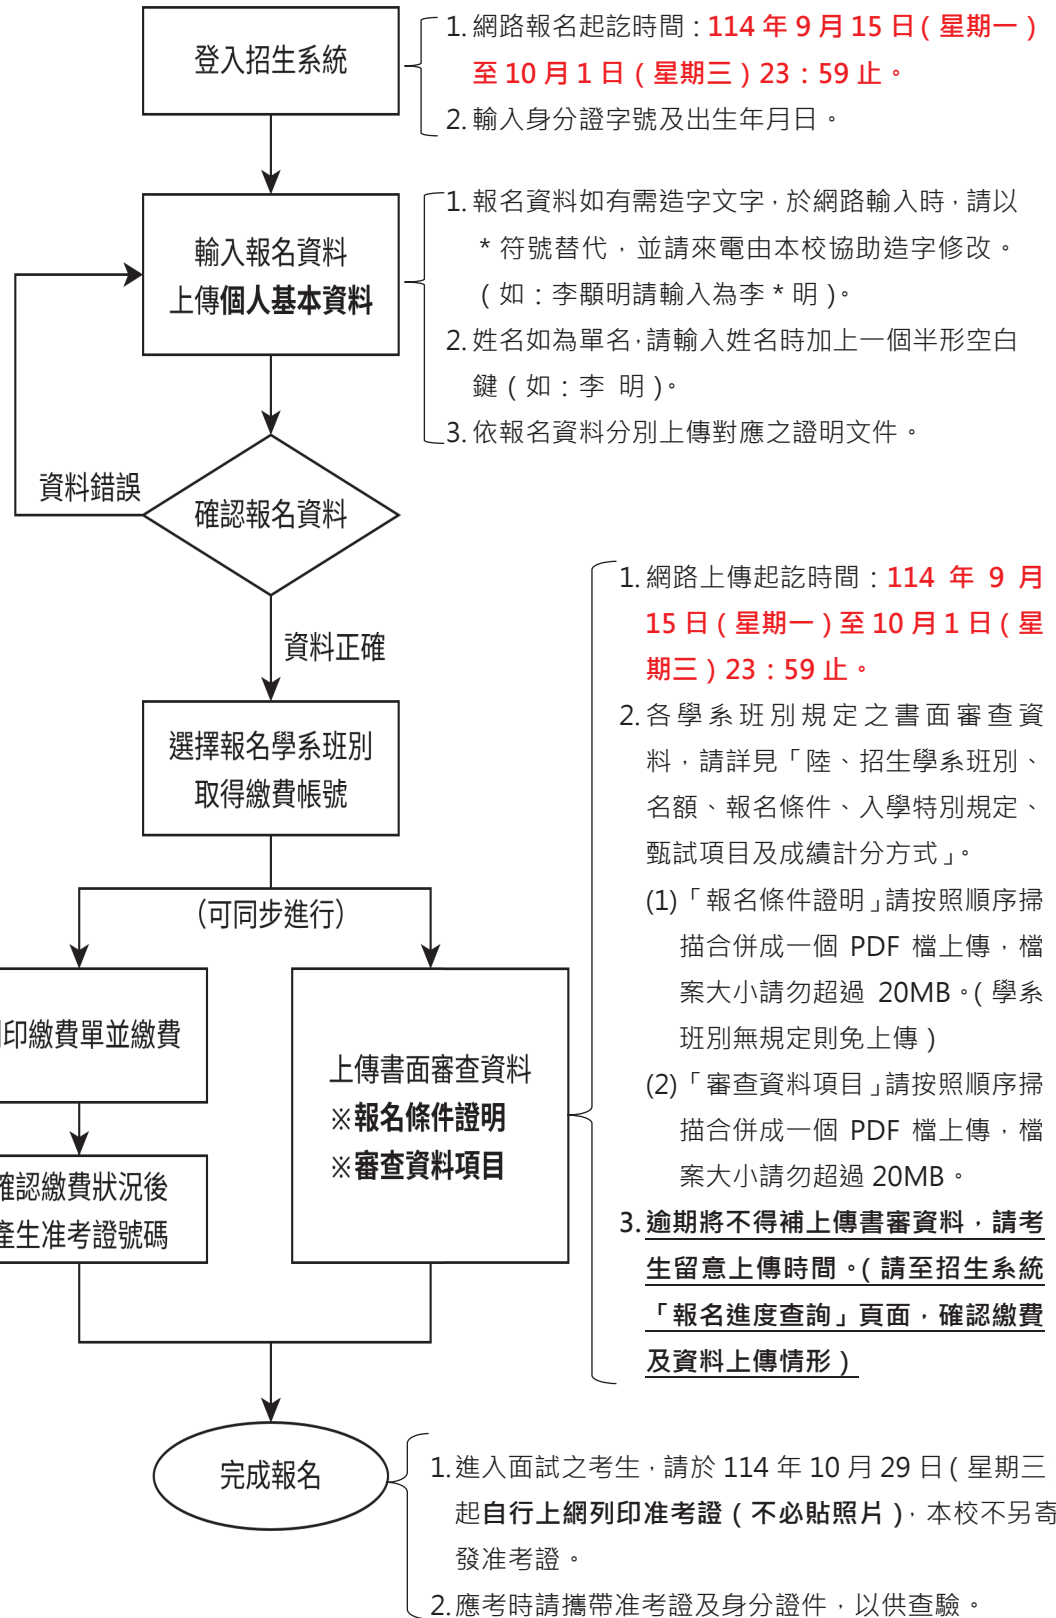 登入招生系統
1. 網路報名起訖時間：114 年 9 月 15 日（星期一）
至 10 月 1 日（星期三）23：59 止。
2. 輸入身分證字號及出生年月日。
輸入報名資料
上傳個人基本資料
1. 報名資料如有需造字文字，於網路輸入時，請以
* 符號替代，並請來電由本校協助造字修改。
（如：李顒明請輸入為李 * 明）。
2. 姓名如為單名，請輸入姓名時加上一個半形空白
鍵（如：李 明）。
3. 依報名資料分別上傳對應之證明文件。
資料錯誤
確認報名資料
資料正確
選擇報名學系班別
取得繳費帳號
（可同步進行）
印繳費單並繳費
確認繳費狀況後
產生准考證號碼
上傳書面審查資料
※報名條件證明
※審查資料項目
1. 網路上傳起訖時間：114 年 9 月
15 日（星期一）至 10 月 1 日（星
期三）23：59 止。
2. 各學系班別規定之書面審查資
料，請詳見「陸、招生學系班別、
名額、報名條件、入學特別規定、
甄試項目及成績計分方式」。
(1)「報名條件證明」請按照順序掃
描合併成一個 PDF 檔上傳，檔
案大小請勿超過 20MB。（學系
班別無規定則免上傳）
(2)「審查資料項目」請按照順序掃
描合併成一個 PDF 檔上傳，檔
案大小請勿超過 20MB。
3. 逾期將不得補上傳書審資料，請考
生留意上傳時間。（請至招生系統
「報名進度查詢」頁面，確認繳費
及資料上傳情形）
完成報名
1. 進入面試之考生，請於 114 年 10 月 29 日（星期三
起自行上網列印准考證（不必貼照片），本校不另寄
發准考證。
2. 應考時請攜帶准考證及身分證件，以供查驗。